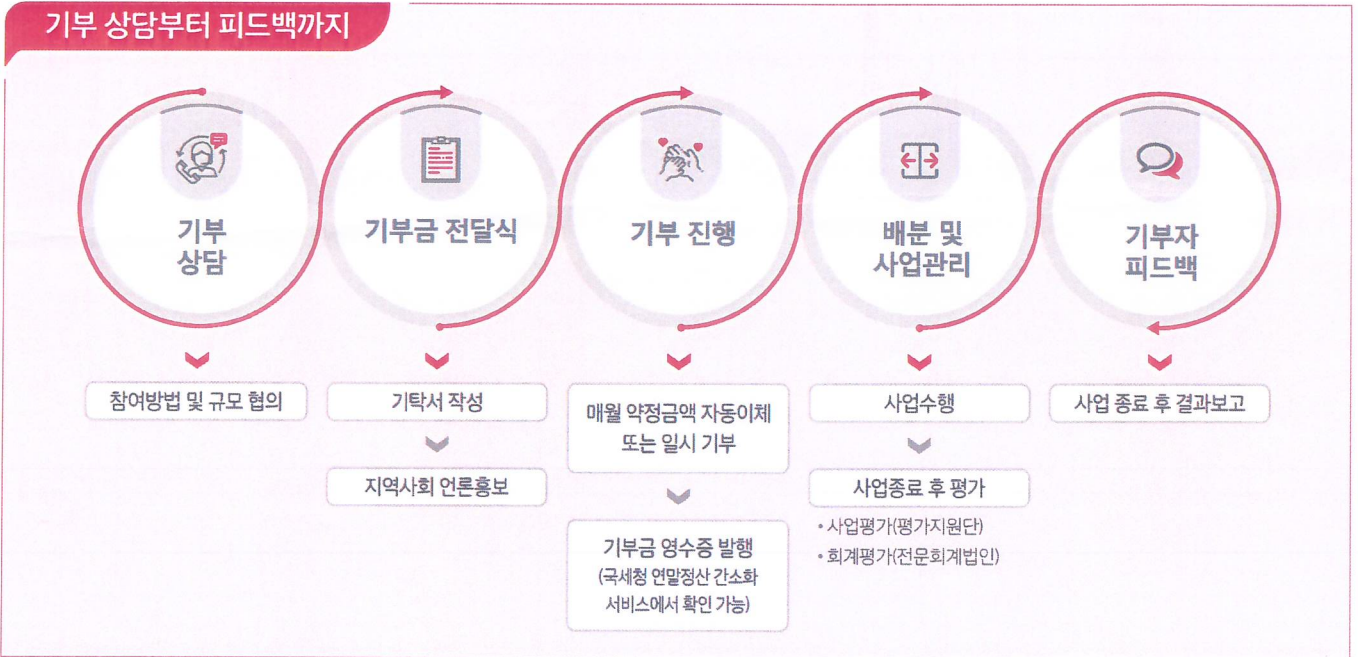 기부 상담부터 피드백까지
기부
상담
기부금 전달식
기부 진행
배분 및
사업관리
기부자
피드백
참여방법 및 규모 협의
기탁서 작성
지역사회 언론홍보
매월 약정금액 자동이체
또는 일시 기부
기부금 영수증 발행
(국세청 연말정산 간소화
서비스에서 확인 가능)
사업수행
사업종료 후 평가
• 사업평가(평가지원단)
• 회계평가(전문회계법인)
사업 종료 후 결과보고